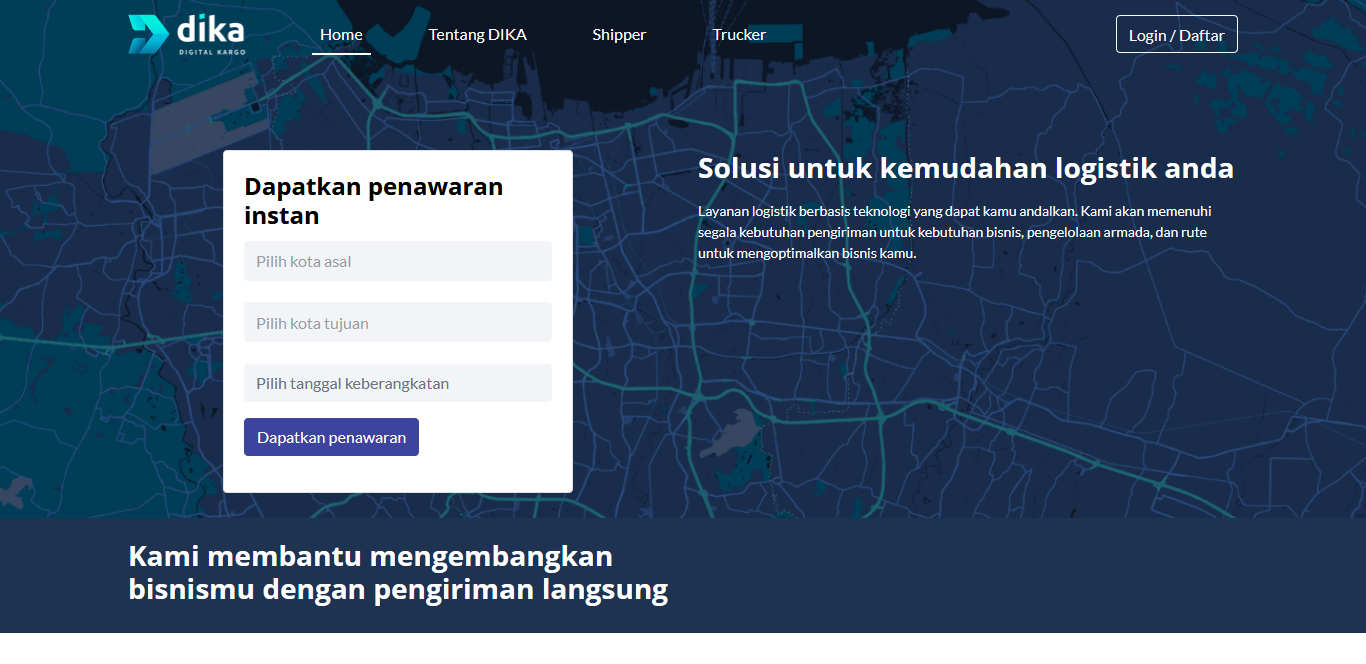 dika
DIGITAL KARGO
Home
Tentang DIKA
Shipper
Trucker
Login / Daftar
Dapatkan penawaran
instan
Pilih kota asal
Pilih kota tujuan
Pilih tanggal keberangkatan
Dapatkan penawaran
Solusi untuk kemudahan logistik anda
Layanan logistik berbasis teknologi yang dapat kamu andalkan. Kami akan memenuhi
segala kebutuhan pengiriman untuk kebutuhan bisnis, pengelolaan armada, dan rute
untuk mengoptimalkan bisnis kamu.
Kami membantu mengembangkan
bisnismu dengan pengiriman langsung